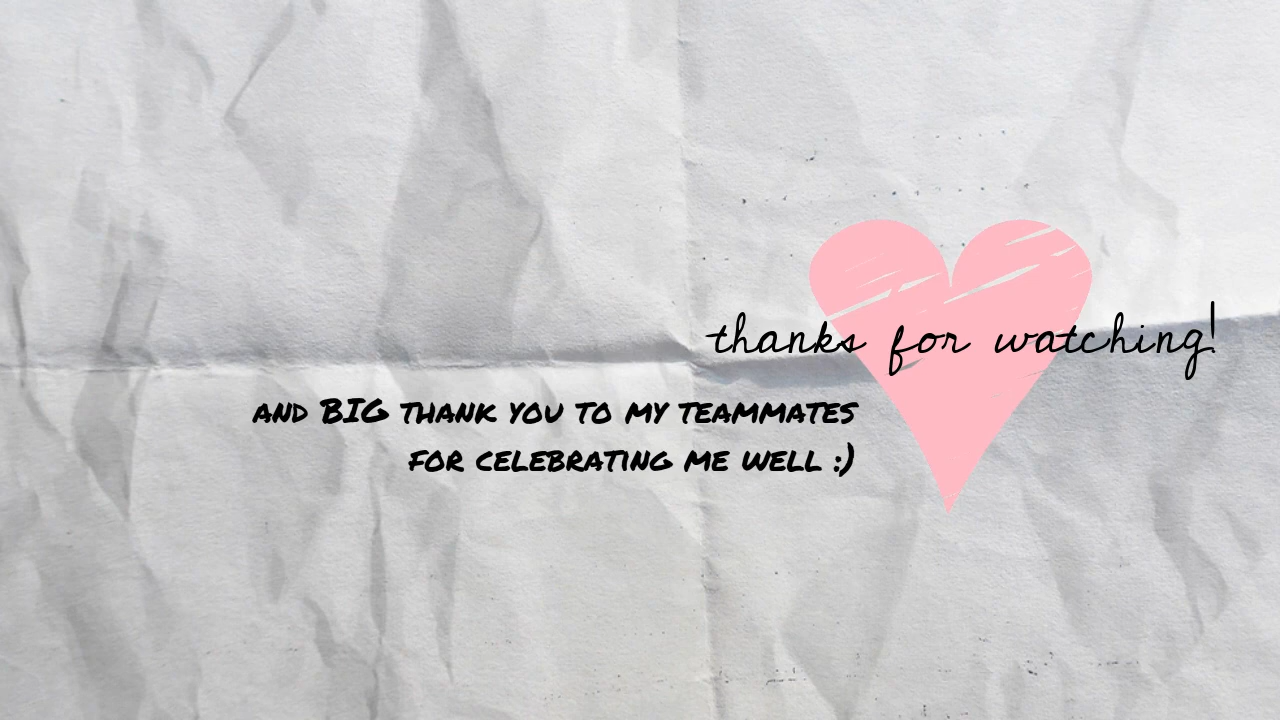 thanks for watching!
AND BIG THANK YOU TO MY TEAMMATES
FOR CELEBRATING ME WELL :)